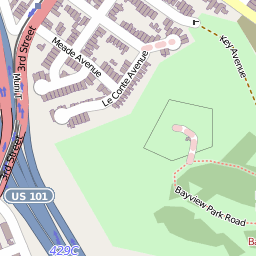 3rd Street
Muni T
Meade Avenue
Le Conte Avenue
Key Avenue
3rd Street
US 101
Bayview Park Road
429C